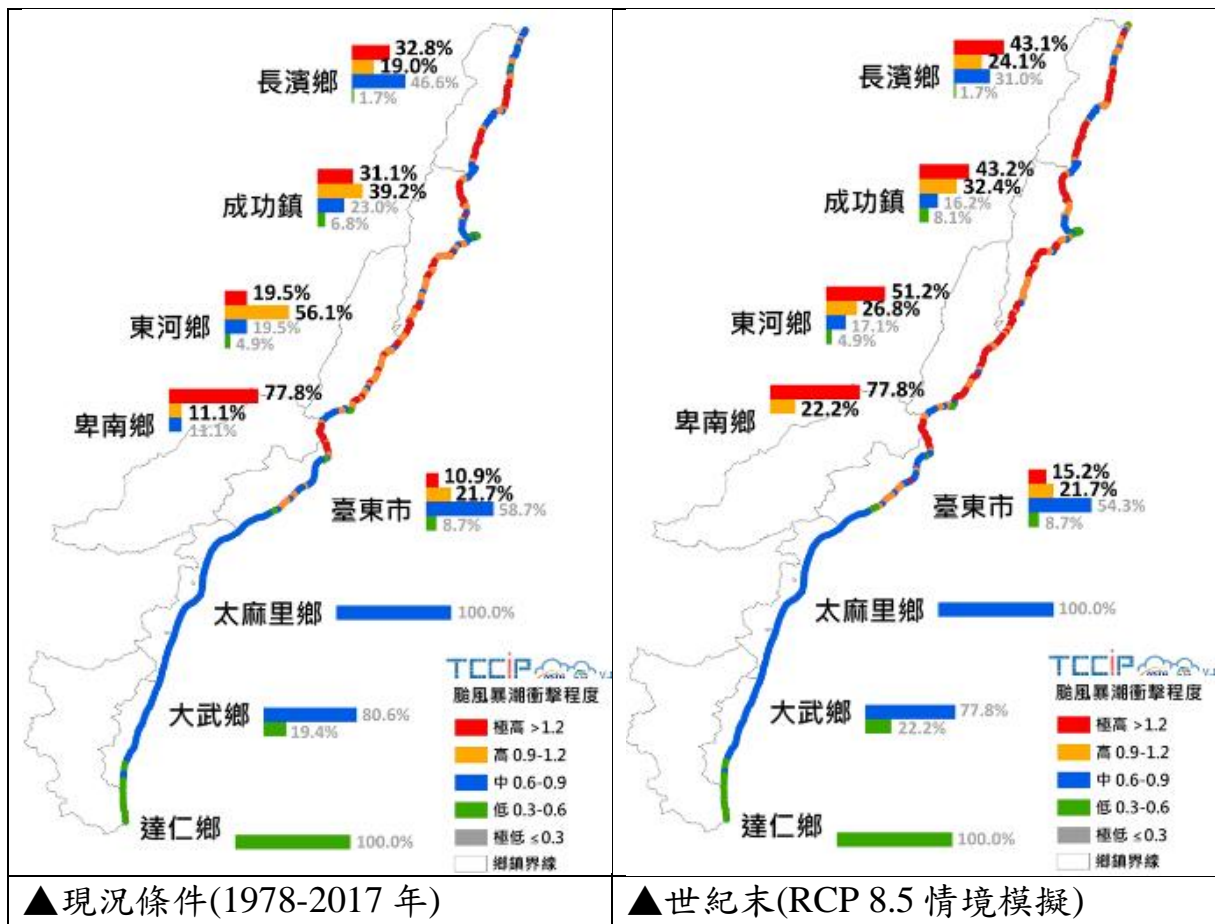 長濱鄉
32.8%
19.0%
46.6%
1.7%
成功鎮
31.1%
39.2%
23.0%
6.8%
東河鄉
19.5%
56.1%
19.5%
4.9%
卑南鄉
77.8%
11.1%
11.1%
臺東市
10.9%
21.7%
58.7%
8.7%
太麻里鄉
100.0%
大武鄉
80.6%
19.4%
達仁鄉
100.0%
TCCiP
颱風暴潮衝擊程度
極高 >1.2
高 0.9-1.2
中 0.6-0.9
低 0.3-0.6
極低 ≤0.3
鄉鎮界線
▲現況條件(1978-2017 年)
長濱鄉
43.1%
24.1%
31.0%
1.7%
成功鎮
43.2%
32.4%
16.2%
8.1%
東河鄉
51.2%
26.8%
17.1%
4.9%
卑南鄉
77.8%
22.2%
臺東市
15.2%
21.7%
54.3%
8.7%
太麻里鄉
100.0%
大武鄉
77.8%
22.2%
達仁鄉
100.0%
TCCiP
颱風暴潮衝擊程度
極高 >1.2
高 0.9-1.2
中 0.6-0.9
低 0.3-0.6
極低 ≤0.3
鄉鎮界線
▲世紀末(RCP 8.5 情境模擬)